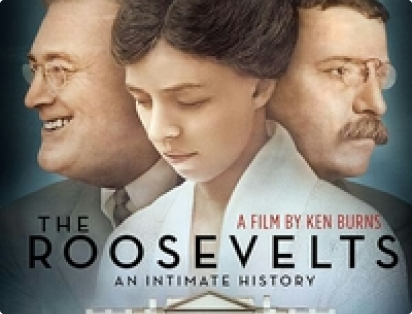 THE
A FILM BY KEN BURNS
ROOSEVELTS
AN INTIMATE HISTORY